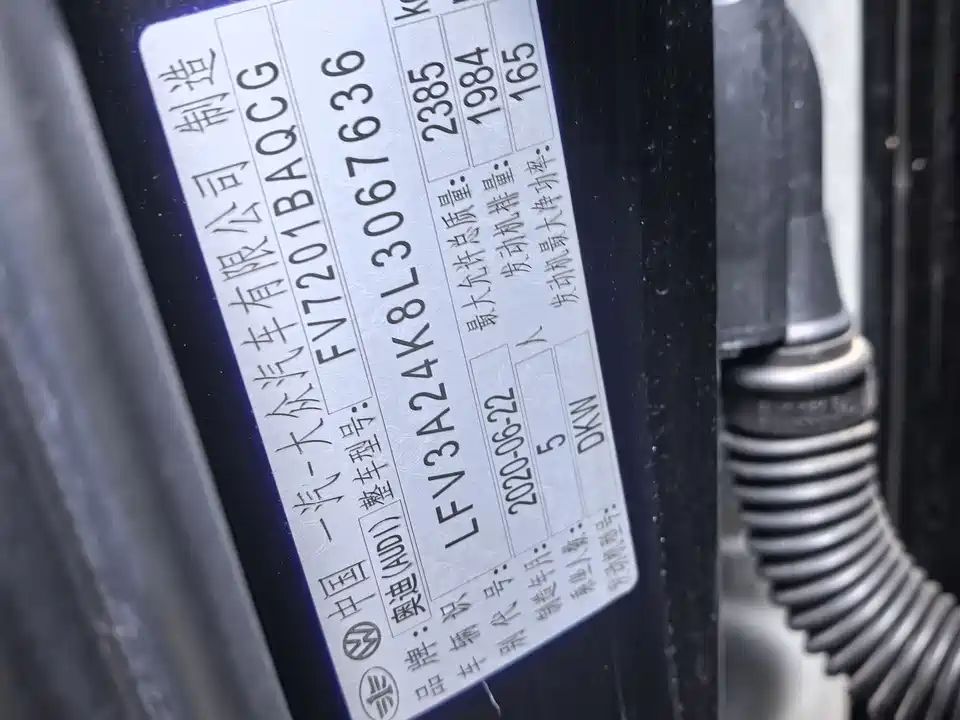 中国 一汽-大众汽车有限公司 制造
品牌: 奥迪(AUDI) 整车型号: FV7201BAQCG
车辆识别代号: LFV3A24K8L3067636
制造年月: 2020-06-22 最大允许总质量: 2385 k
乘坐人数: 5 人 发动机排量: 1984
发动机型号: DKW 发动机最大净功率: 165